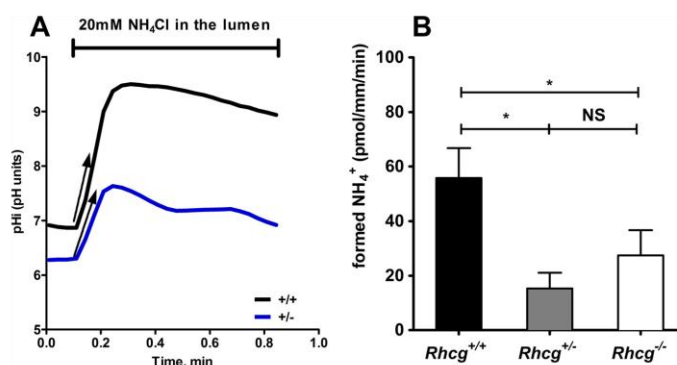 A
20mM NH₄Cl in the lumen
pHi (pH units)
10
9
8
7
6
5
0.0 0.2 0.4 0.6 0.8 1.0
Time, min
+/+
+/-
B
formed NH₄⁺ (pmol/mm/min)
100
80
60
40
20
0
*
* NS
Rhcg⁺/⁺ Rhcg⁺/⁻ Rhcg⁻/⁻